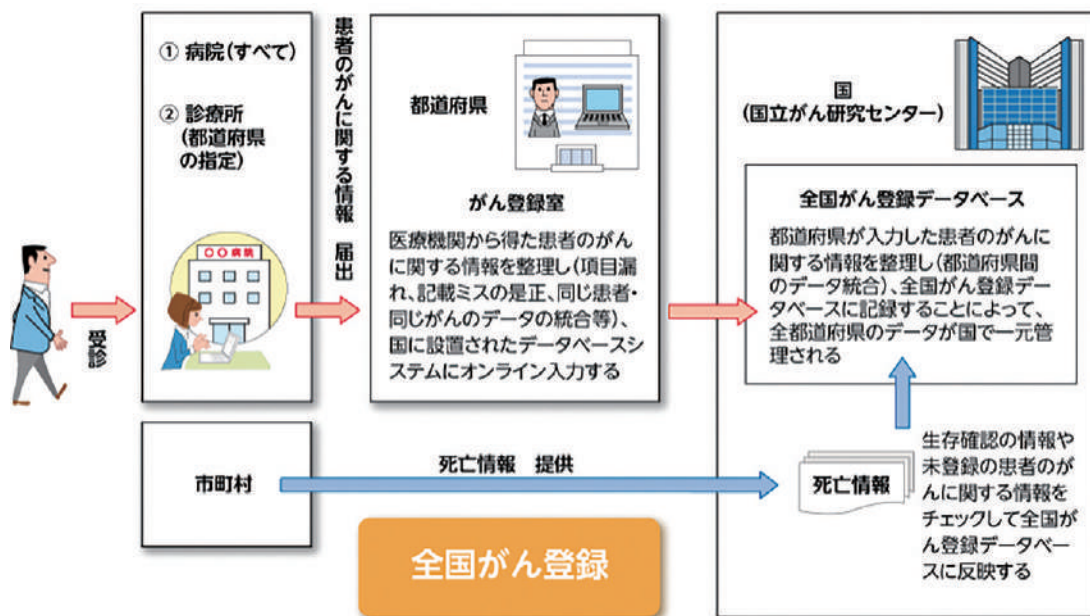 ① 病院(すべて)
② 診療所
(都道府県
の指定)
〇〇病院
受診
患者のがんに関する情報 届出
都道府県
がん登録室
医療機関から得た患者のがん
に関する情報を整理し(項目漏
れ、記載ミスの是正、同じ患者・
同じがんのデータの統合等)、
国に設置されたデータベースシ
ステムにオンライン入力する
国
(国立がん研究センター)
全国がん登録データベース
都道府県が入力した患者のがんに
関する情報を整理し(都道府県間
のデータ統合)、全国がん登録デー
タベースに記録することによって、
全都道府県のデータが国で一元管
理される
市町村
死亡情報 提供
死亡情報
生存確認の情報や
未登録の患者のが
んに関する情報を
チェックして全国が
ん登録データベー
スに反映する
全国がん登録